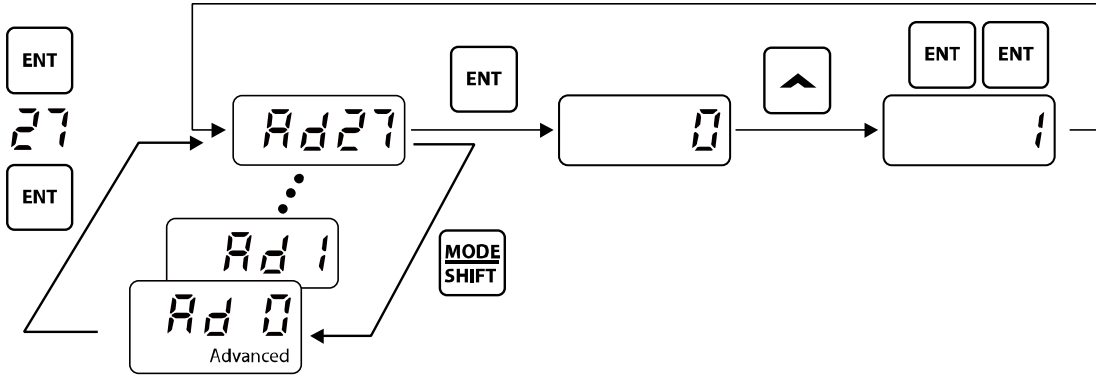 ENT
27
ENT
Ad27
Ad 1
Ad 0
Advanced
ENT
MODE
SHIFT
0
ENT ENT
1